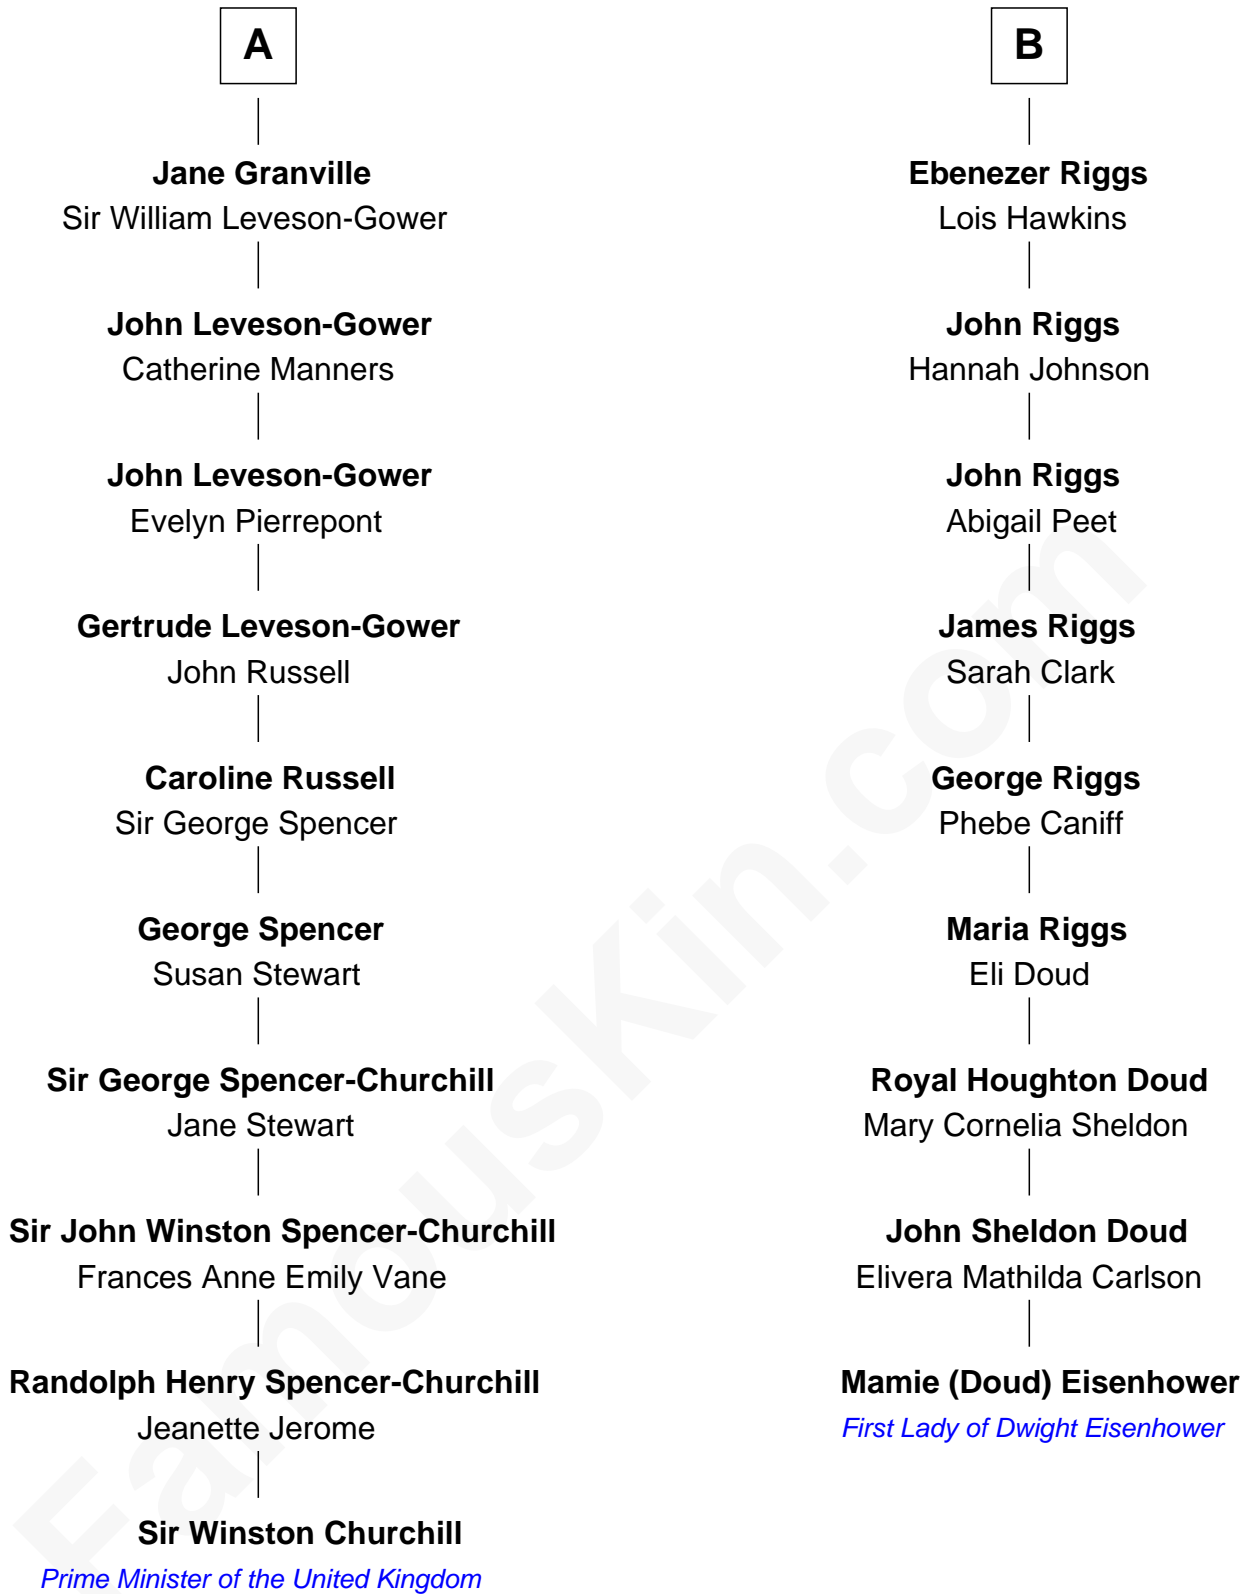 A
Jane Granville
Sir William Leveson-Gower
John Leveson-Gower
Catherine Manners
John Leveson-Gower
Evelyn Pierrepont
Gertrude Leveson-Gower
John Russell
Caroline Russell
Sir George Spencer
George Spencer
Susan Stewart
Sir George Spencer-Churchill
Jane Stewart
Sir John Winston Spencer-Churchill
Frances Anne Emily Vane
Randolph Henry Spencer-Churchill
Jeanette Jerome
Sir Winston Churchill
Prime Minister of the United Kingdom
B
Ebenezer Riggs
Lois Hawkins
John Riggs
Hannah Johnson
John Riggs
Abigail Peet
James Riggs
Sarah Clark
George Riggs
Phebe Caniff
Maria Riggs
Eli Doud
Royal Houghton Doud
Mary Cornelia Sheldon
John Sheldon Doud
Elivera Mathilda Carlson
Mamie (Doud) Eisenhower
First Lady of Dwight Eisenhower
FamousKin.com